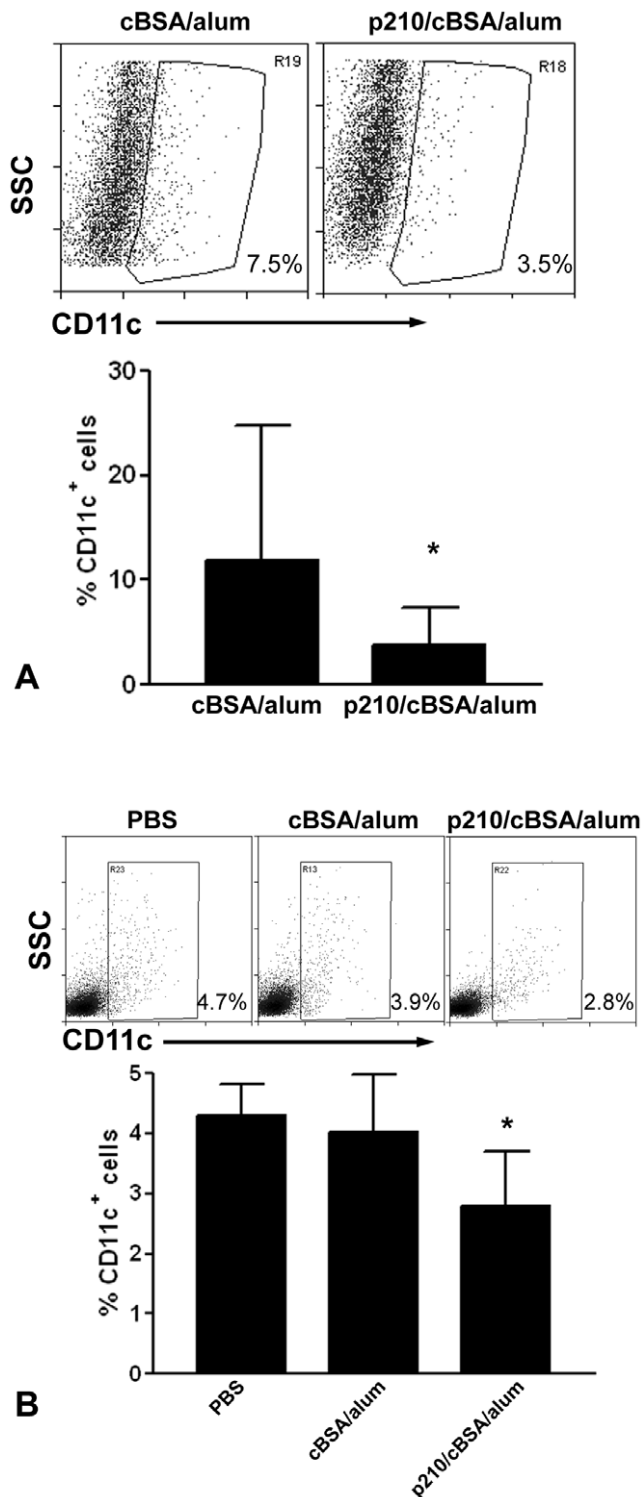 cBSA/alum p210/cBSA/alum
R19 R18
SSC
7.5% 3.5%
CD11c
30
20
10
0
% CD11c+ cells
*
cBSA/alum p210/cBSA/alum
A
PBS cBSA/alum p210/cBSA/alum
R23 R13 R22
SSC
4.7% 3.9% 2.8%
CD11c
5
4
3
2
1
0
% CD11c+ cells
*
PBS
cBSA/alum
p210/cBSA/alum
B